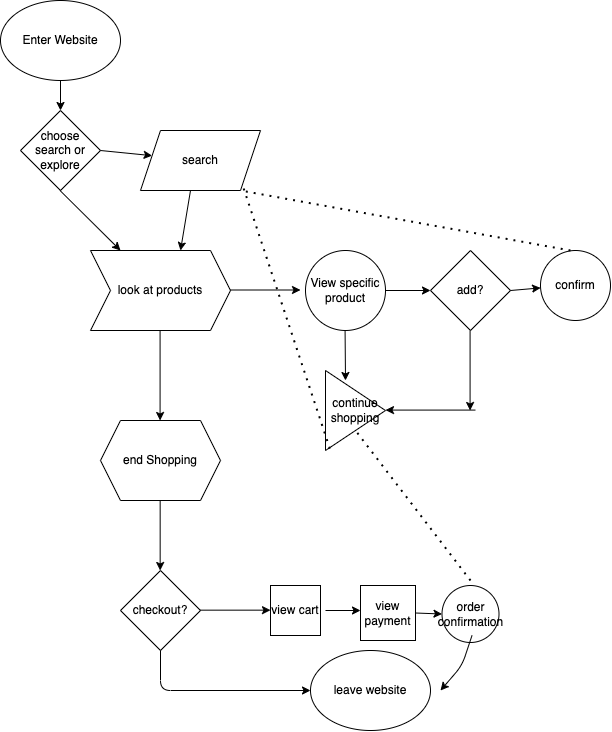 Enter Website
choose
search or
explore
search
look at products
View specific
product
add?
confirm
continue
shopping
end Shopping
checkout?
view cart
view
payment
order
confirmation
leave website